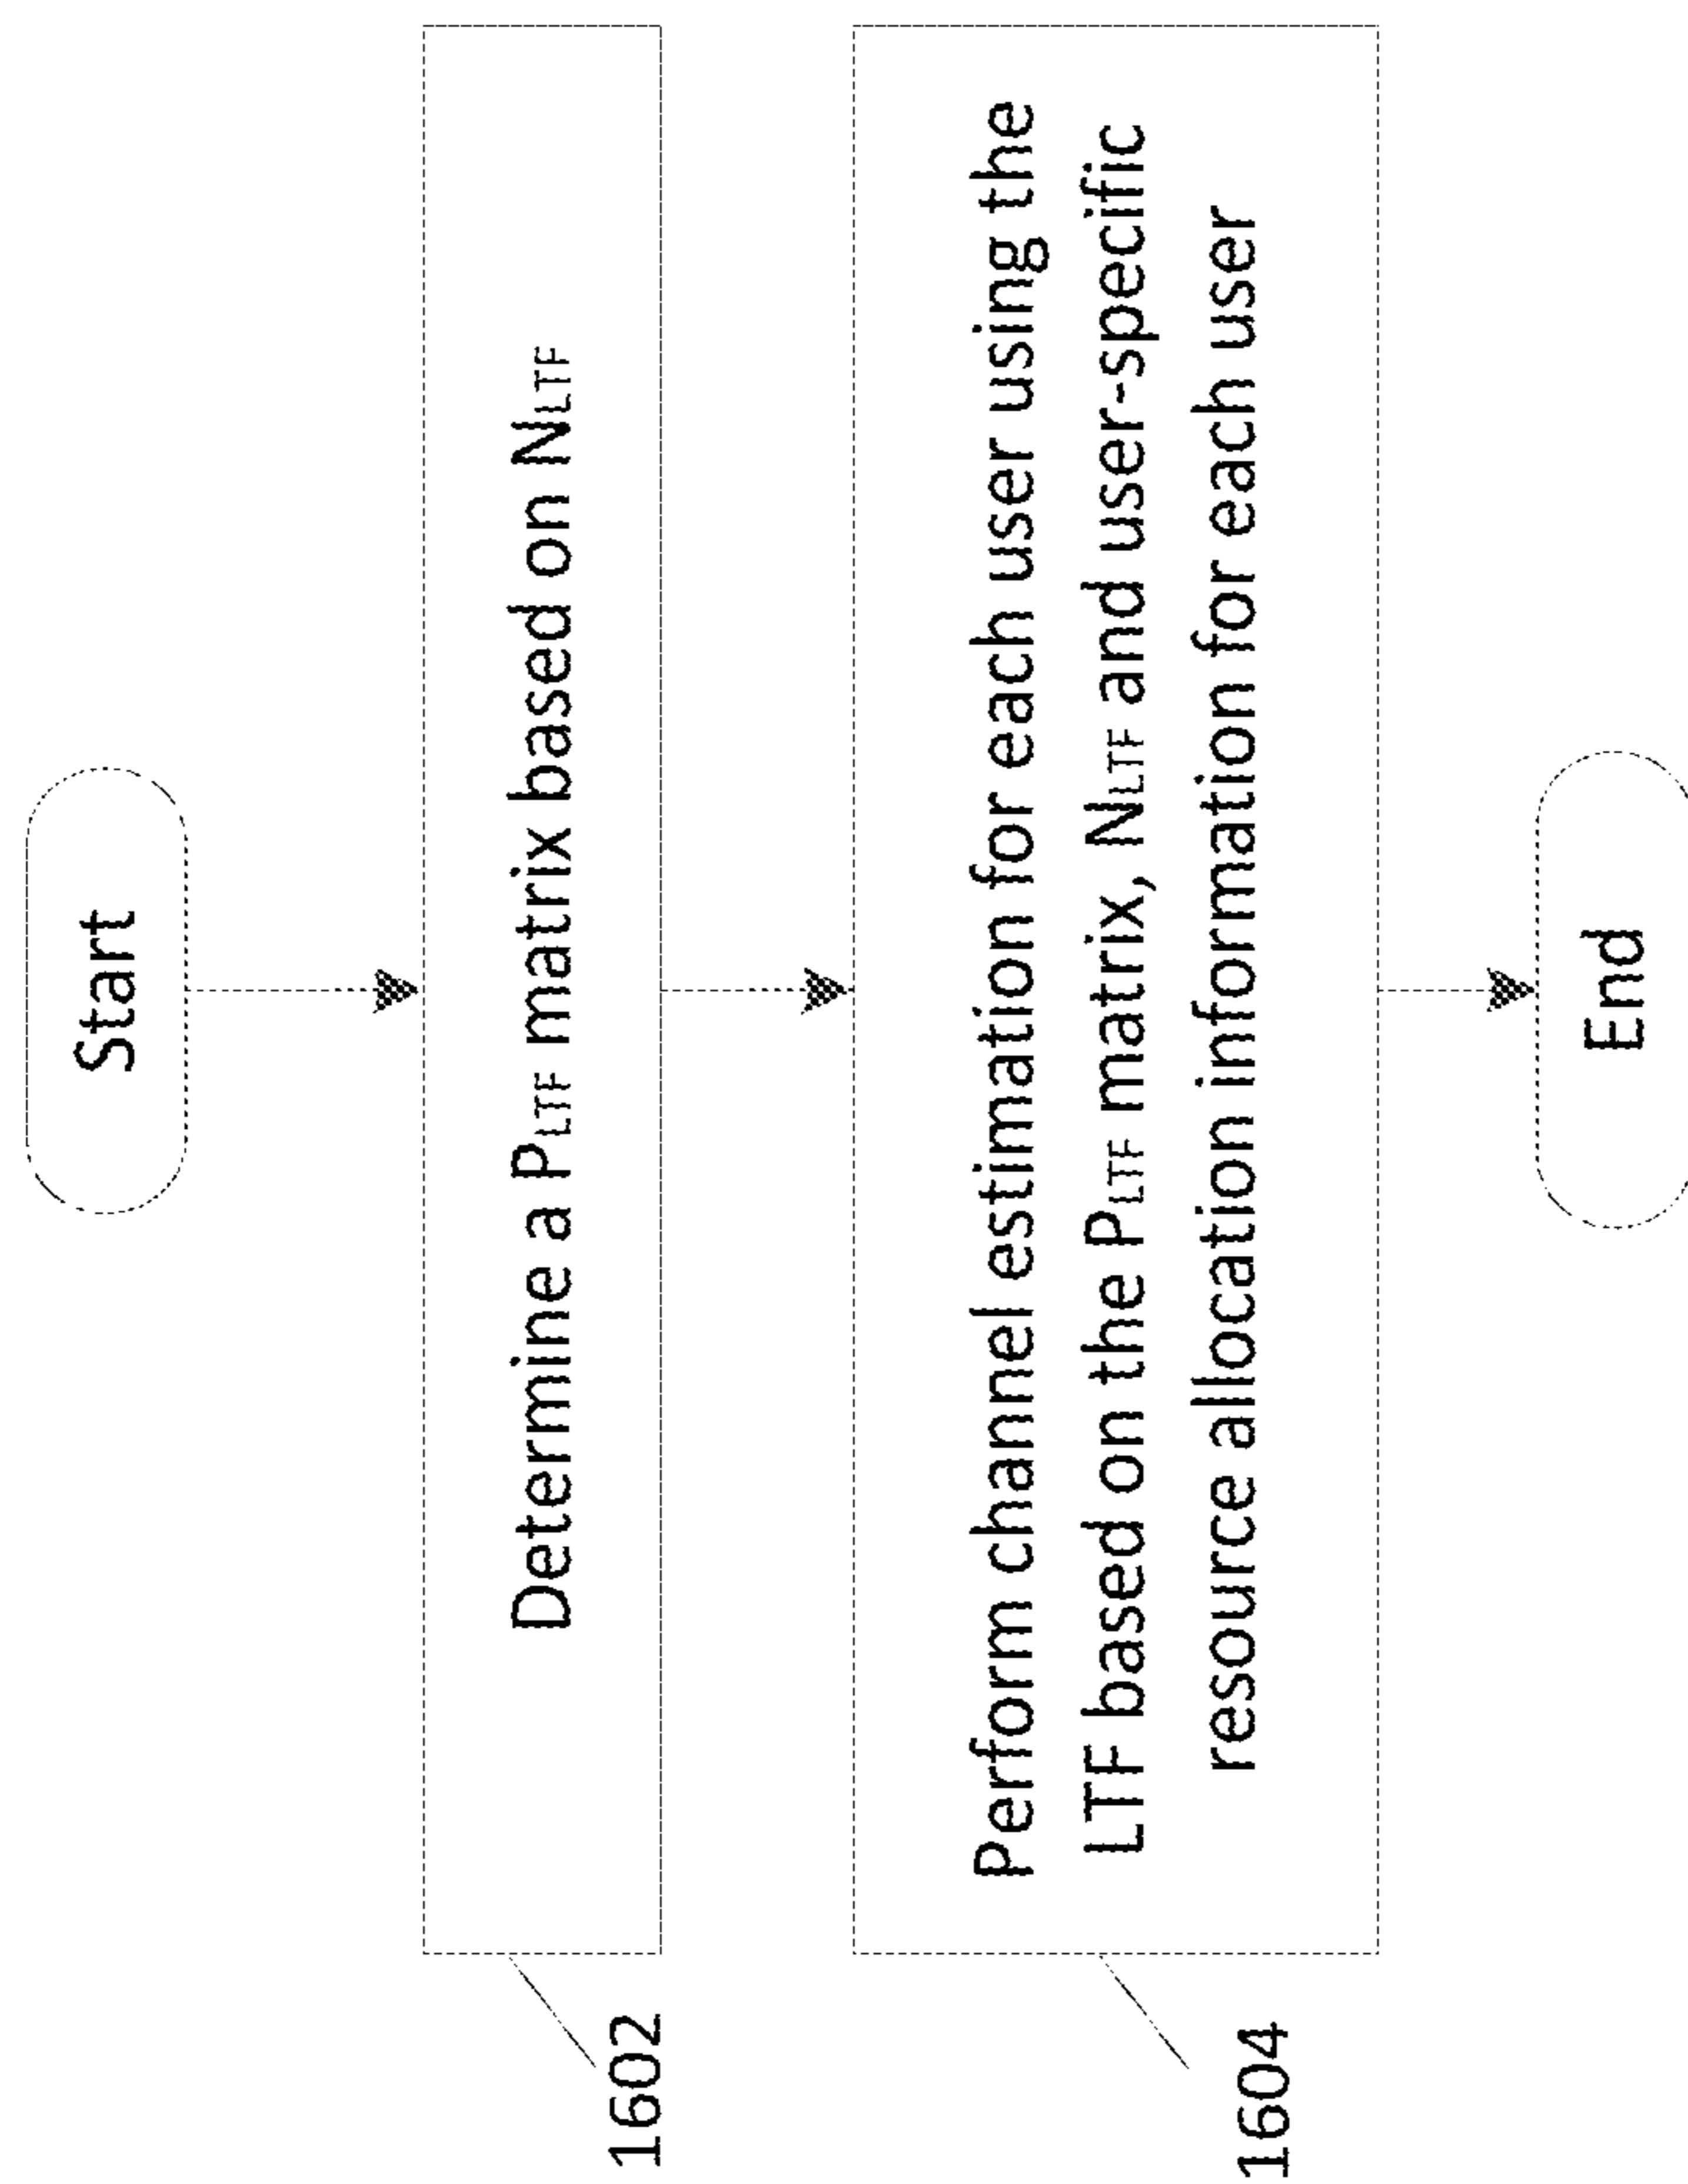 Start
Determine a PLTF matrix based on NLTF
1602
Perform channel estimation for each user using the
LTF based on the PLTF matrix, NLTF and user-specific
resource allocation information for each user
1604
End